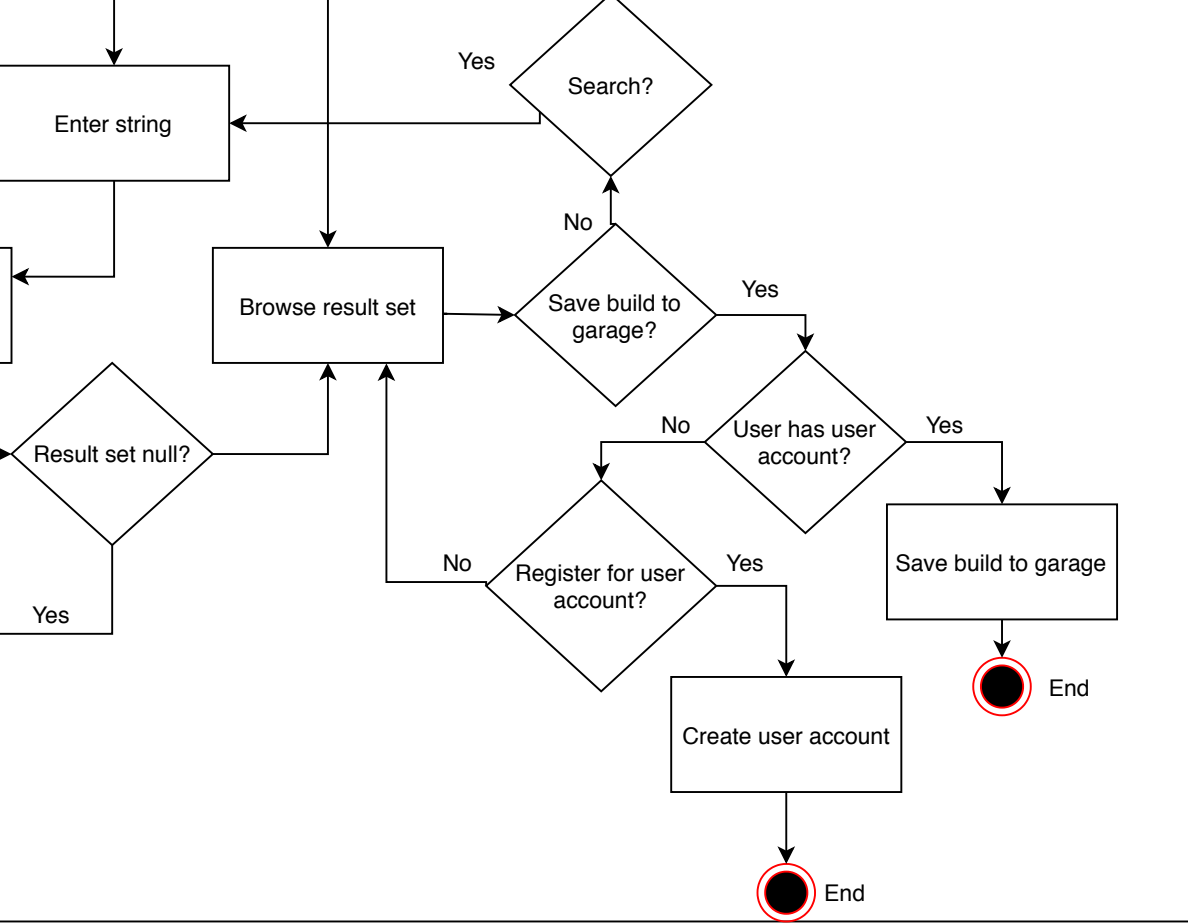 Yes
Search?
Enter string
No
Browse result set
Save build to
garage?
Yes
No
User has user
account?
Yes
Result set null?
No
Register for user
account?
Yes
Save build to garage
Yes
End
Create user account
End